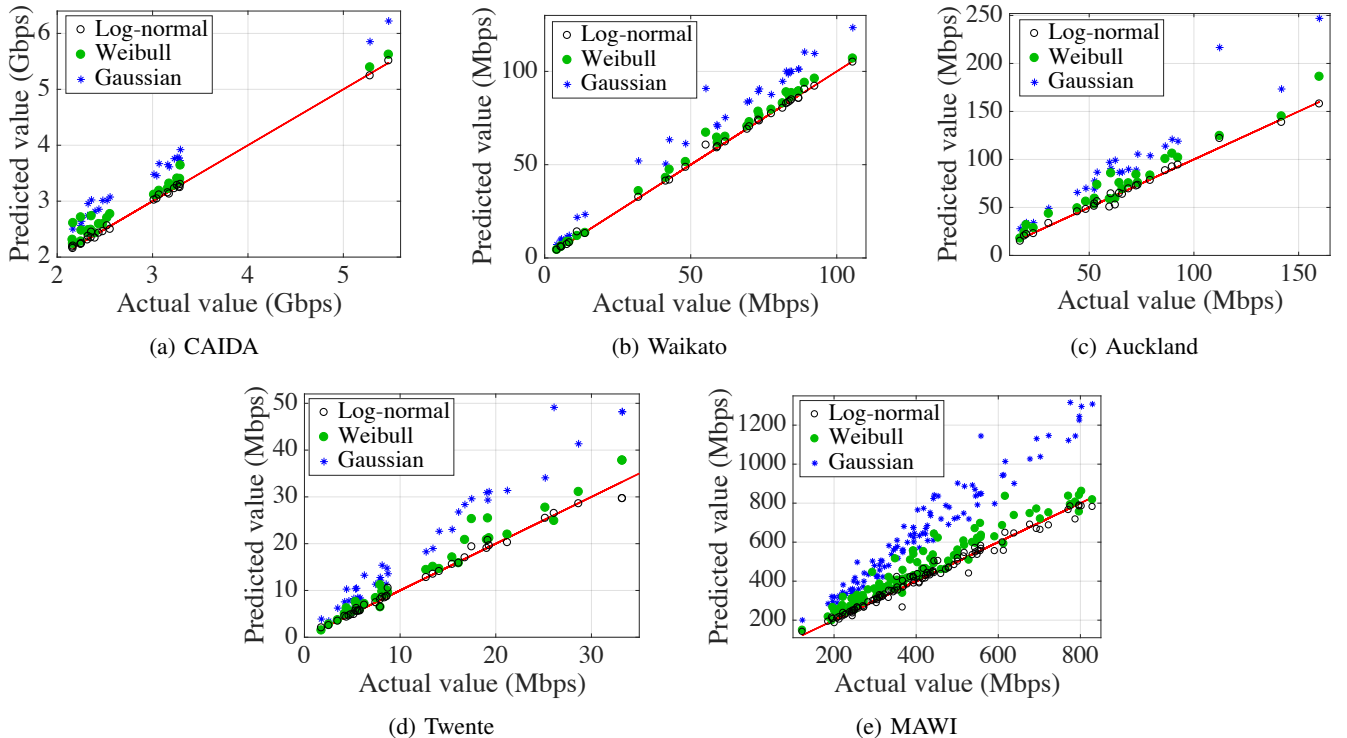 Predicted value (Gbps)
6
5
4
3
2
Log-normal
Weibull
Gaussian
2
3
4
5
Actual value (Gbps)
(a) CAIDA
Predicted value (Mbps)
100
50
0
Log-normal
Weibull
Gaussian
0
50
100
Actual value (Mbps)
(b) Waikato
Predicted value (Mbps)
250
200
150
100
50
0
Log-normal
Weibull
Gaussian
50
100
150
Actual value (Mbps)
(c) Auckland
Predicted value (Mbps)
50
40
30
20
10
0
Log-normal
Weibull
Gaussian
0
10
20
30
Actual value (Mbps)
(d) Twente
Predicted value (Mbps)
1200
1000
800
600
400
200
Log-normal
Weibull
Gaussian
200
400
600
800
Actual value (Mbps)
(e) MAWI